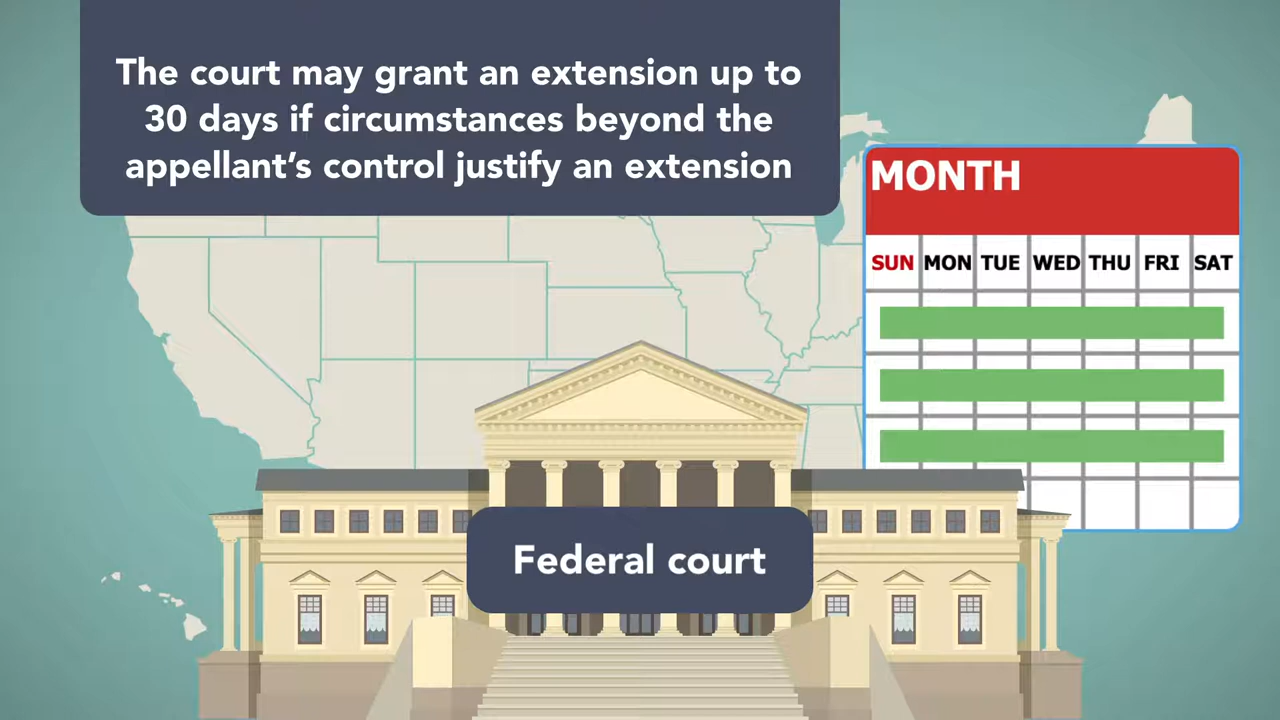 The court may grant an extension up to
30 days if circumstances beyond the
appellant’s control justify an extension
MONTH
SUN MON TUE WED THU FRI SAT
Federal court